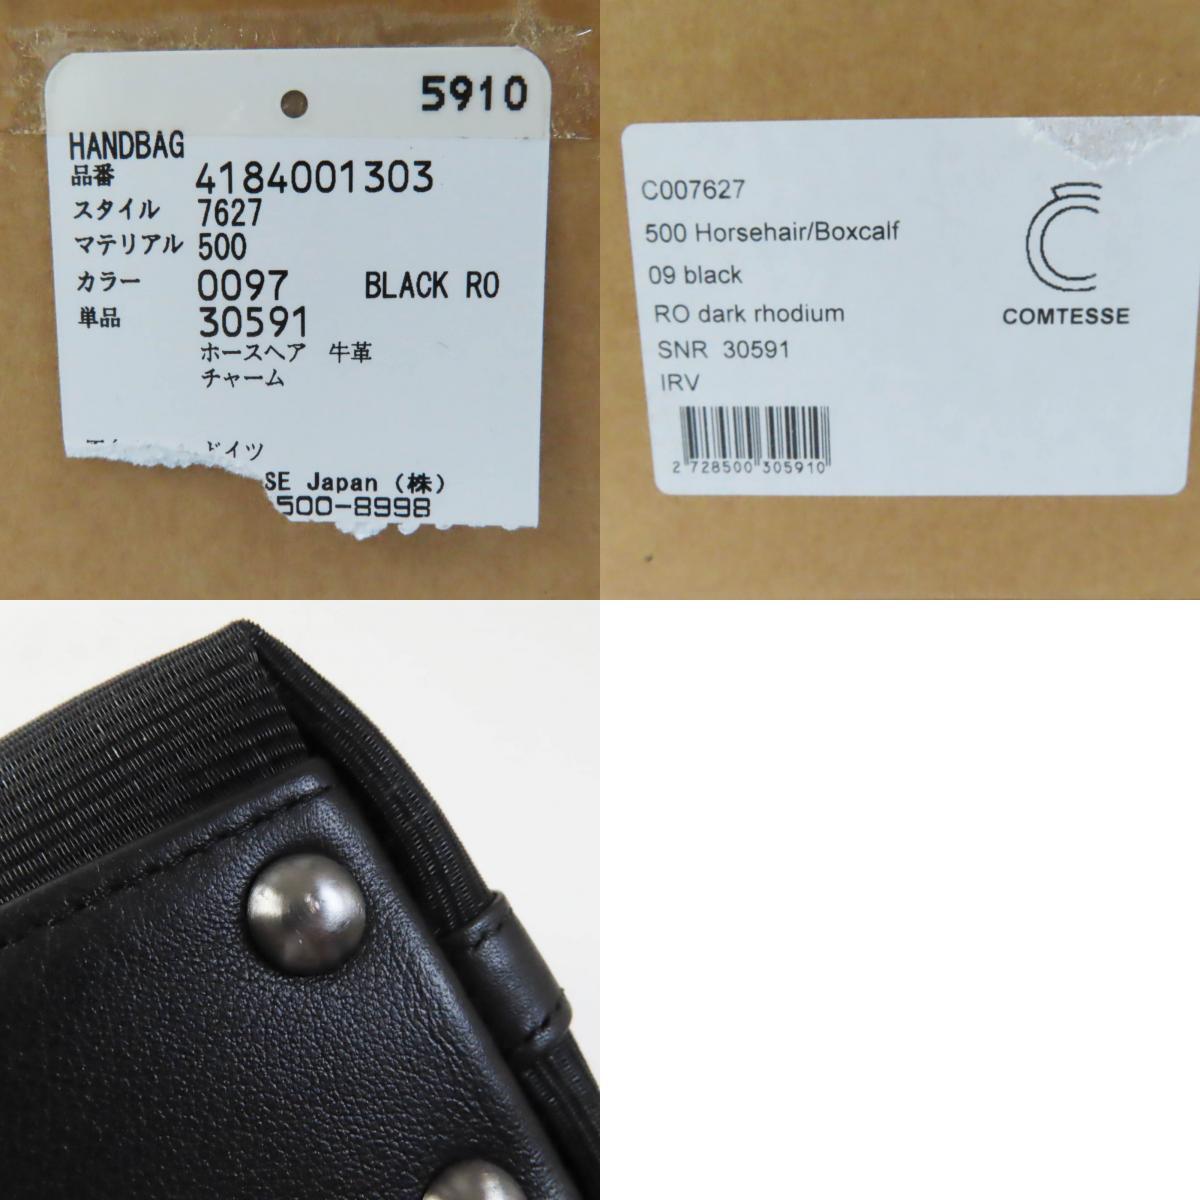 5910
HANDBAG
品番 4184001303
スタイル 7627
マテリアル 500
カラー 0097 BLACK RO
単品 30591
ホースヘア 牛革
チャーム
ドイツ
SE Japan (株)
500-8998
C007627
500 Horsehair/Boxcalf
09 black
RO dark rhodium
SNR 30591
IRV
2 728500 305910
COMTESSE